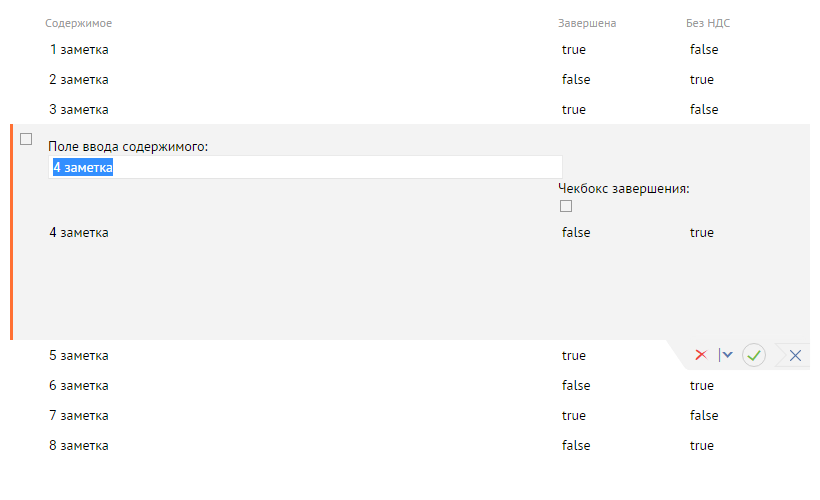 Содержимое Завершена Без НДС
1 заметка true false
2 заметка false true
3 заметка true false
Поле ввода содержимого:
4 заметка
Чекбокс завершения:
4 заметка false true
5 заметка true
6 заметка false true
7 заметка true false
8 заметка false true